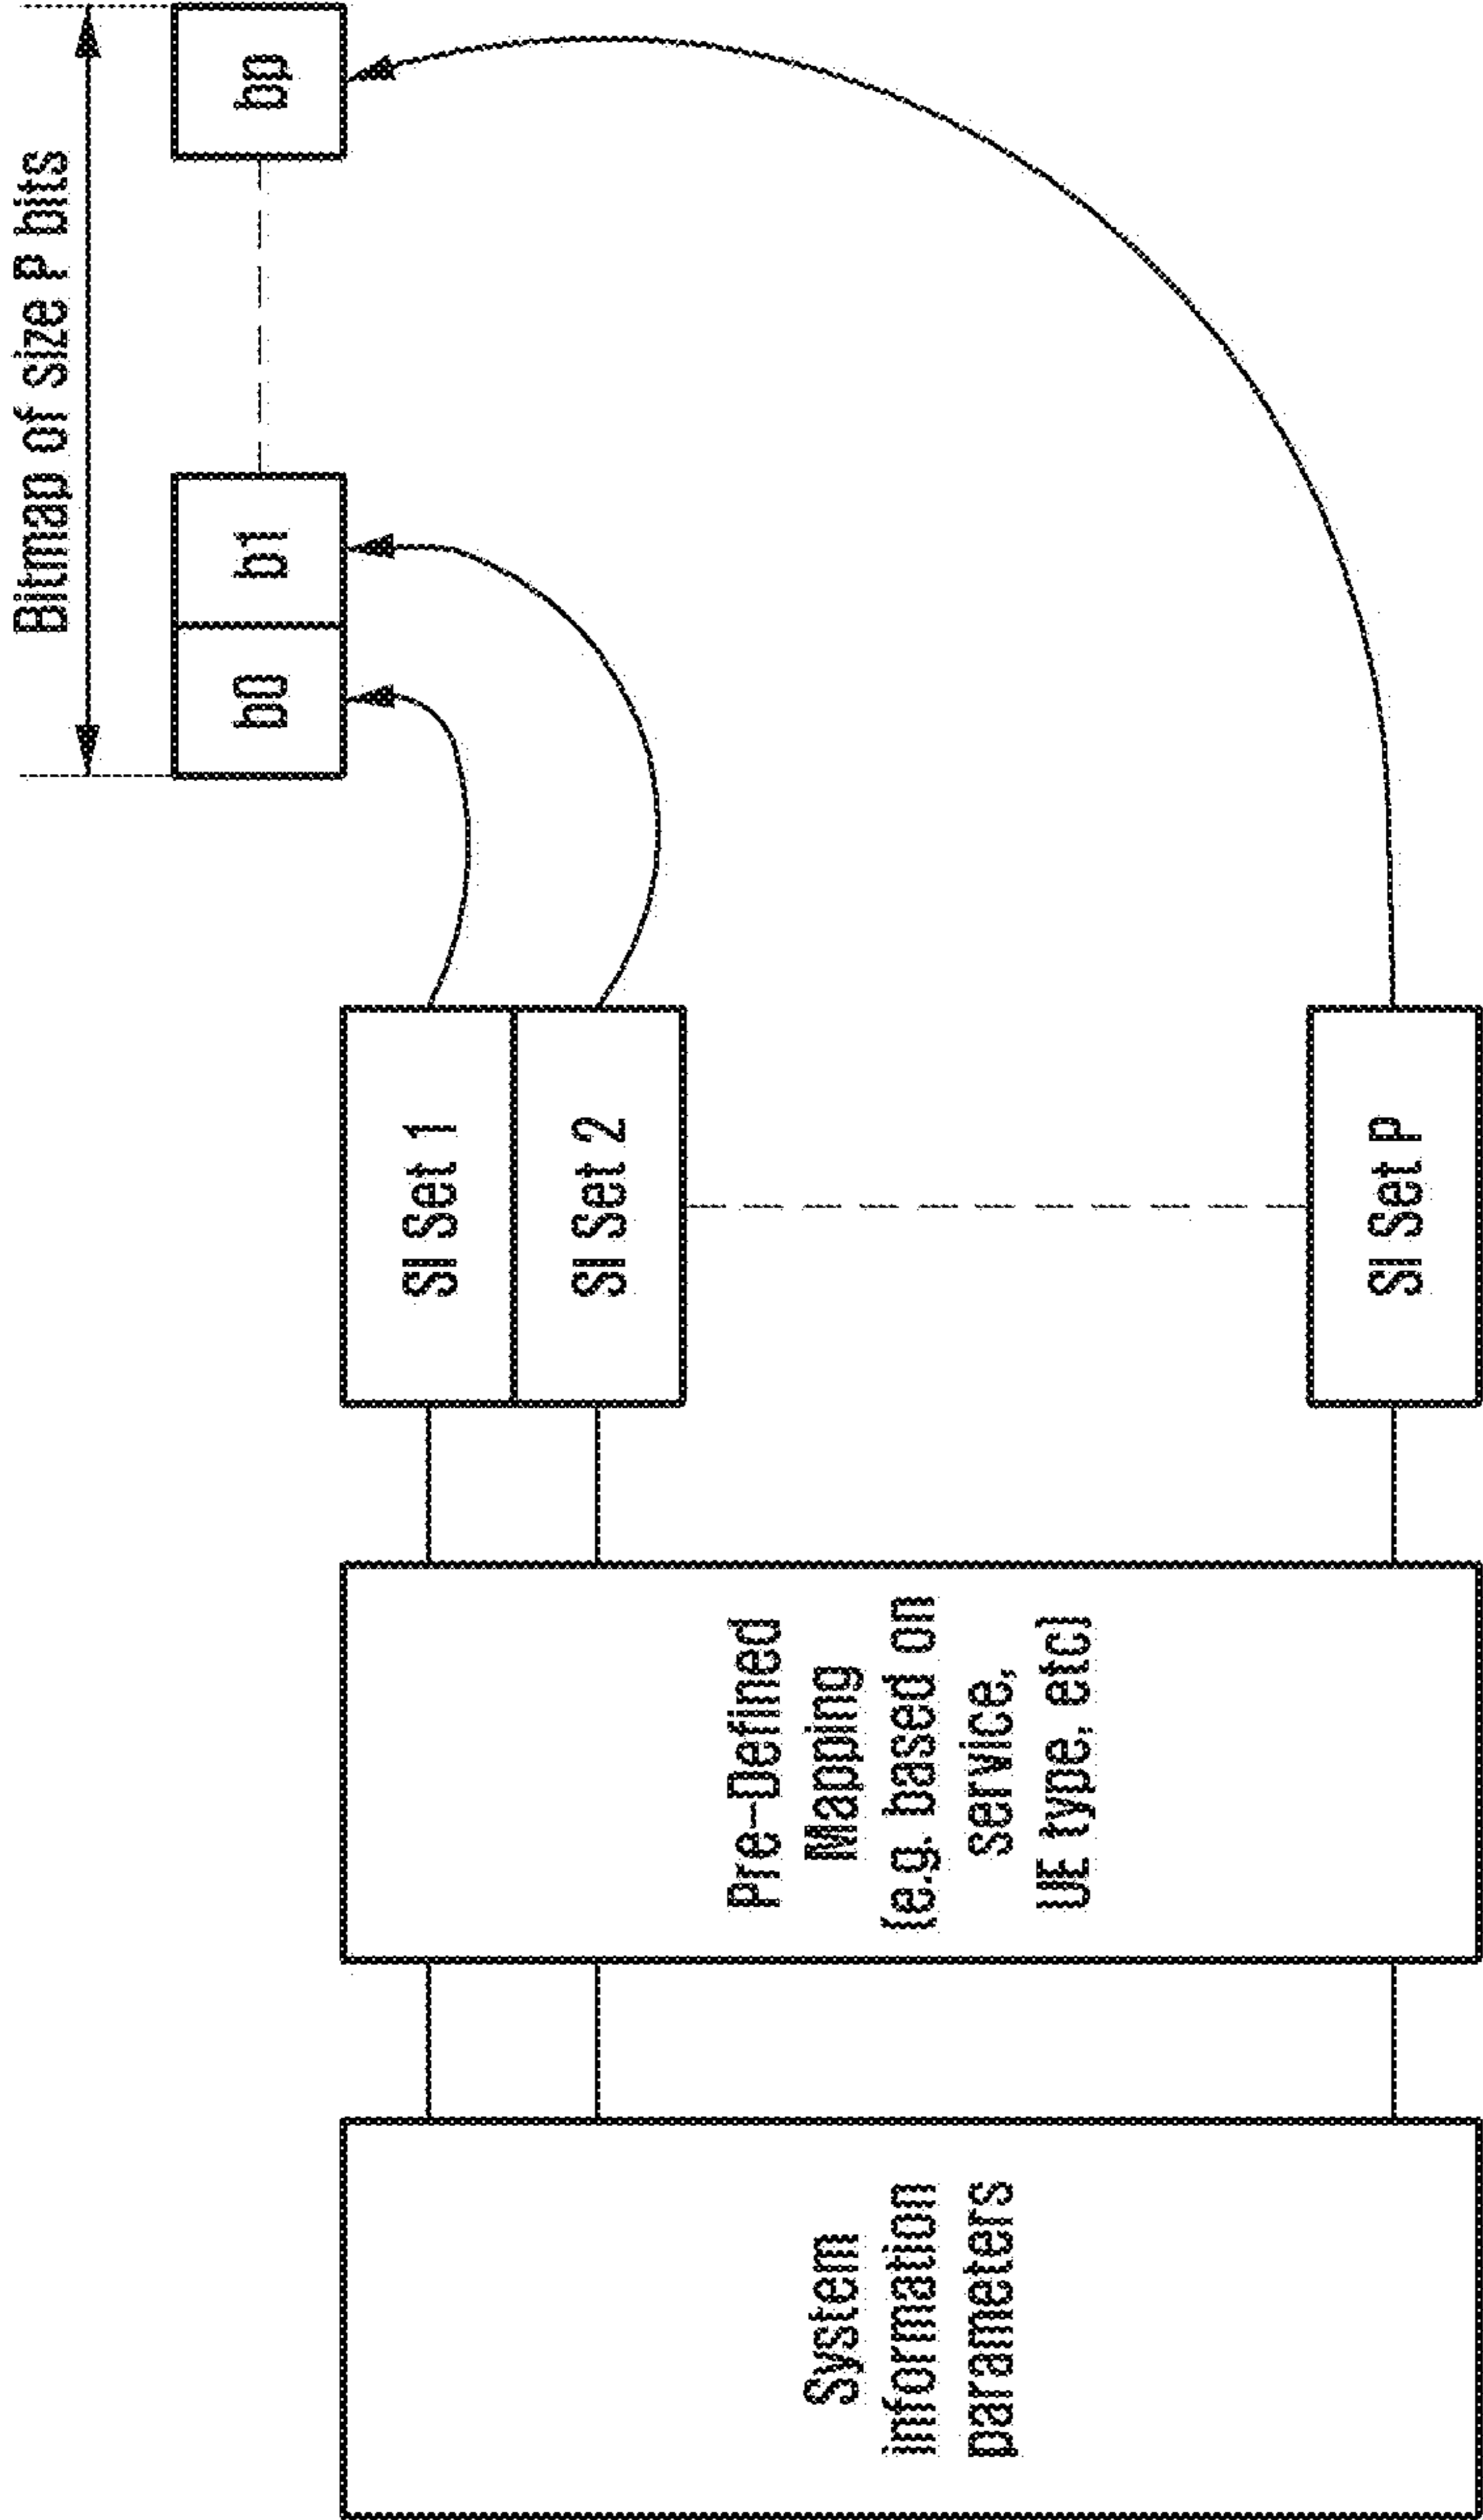 System
information
parameters
Pre-Defined
Mapping
(e.g. based on
service,
UE type, etc)
SI Set 1
SI Set 2
SI Set P
Bitmap of size P bits
b0
b1
bp